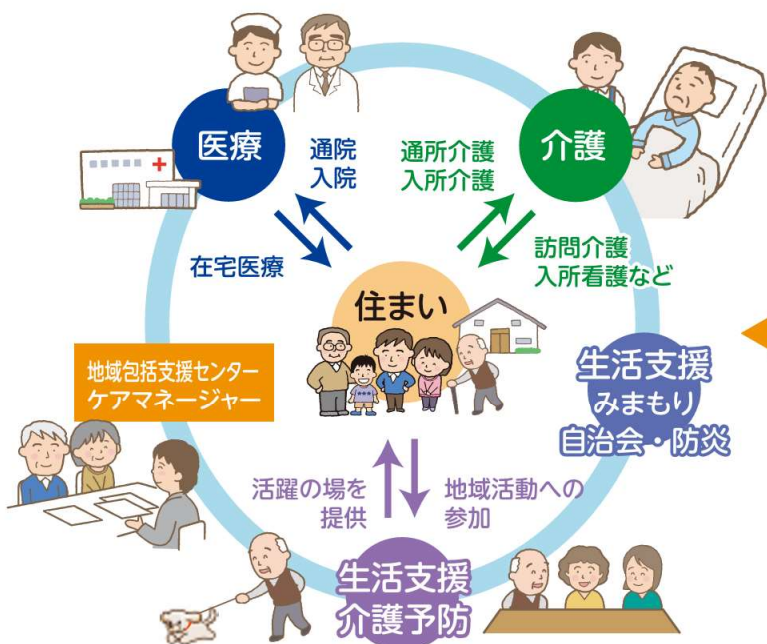 医療
介護
通院
入院
通所介護
入所介護
在宅医療
訪問介護
入所看護など
住まい
地域包括支援センター
ケアマネージャー
生活支援
みまもり
自治会・防炎
活躍の場を
提供
地域活動への
参加
生活支援
介護予防